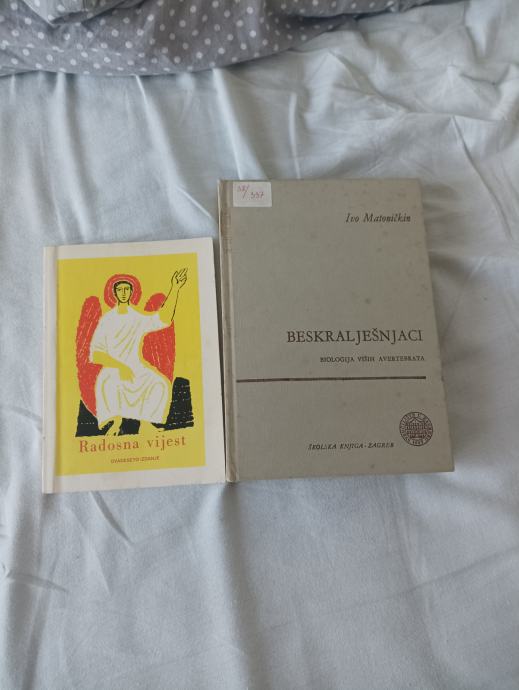 Radosna vijest
DVADESETO IZDANJE
Ivo Matoničkin
BESKRALJEŠNJACI
BIOLOGIJA VIŠIH AVERTEBRATA
ŠKOLSKA KNJIGA - ZAGREB